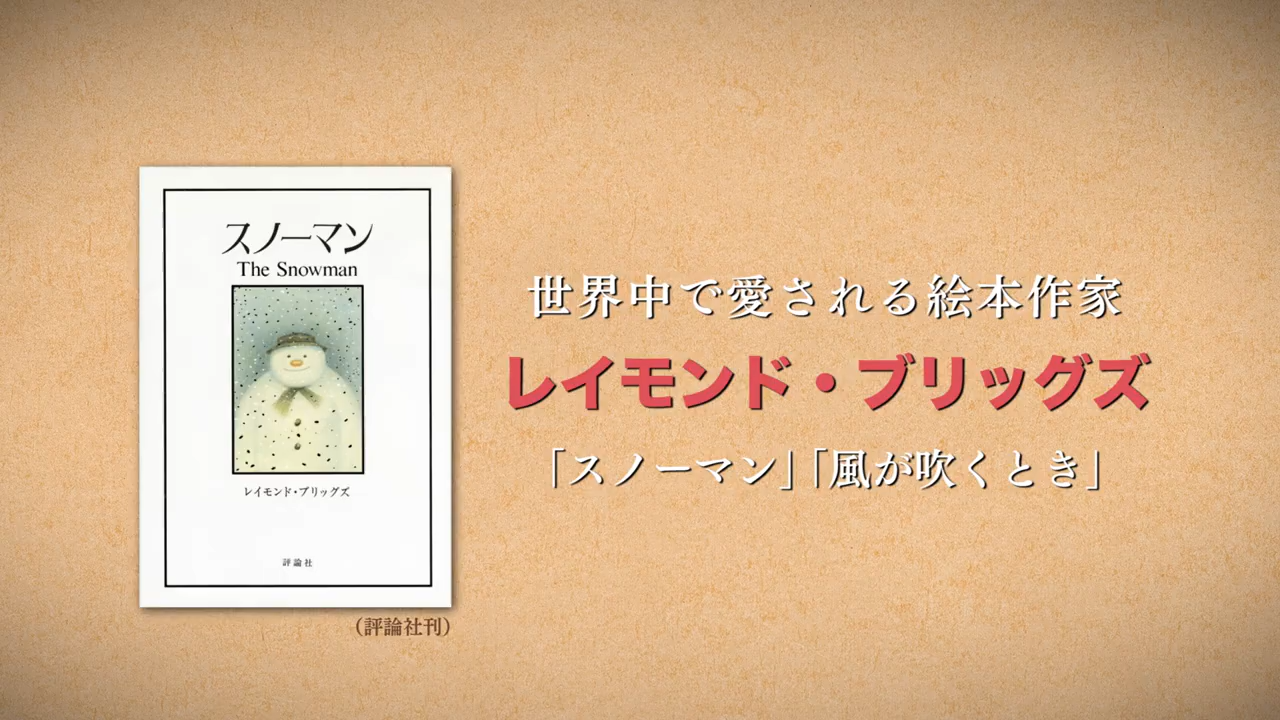 スノーマン
The Snowman
レイモンド・ブリッグズ
評論社
（評論社刊）
世界中で愛される絵本作家
レイモンド・ブリッグズ
「スノーマン」「風が吹くとき」